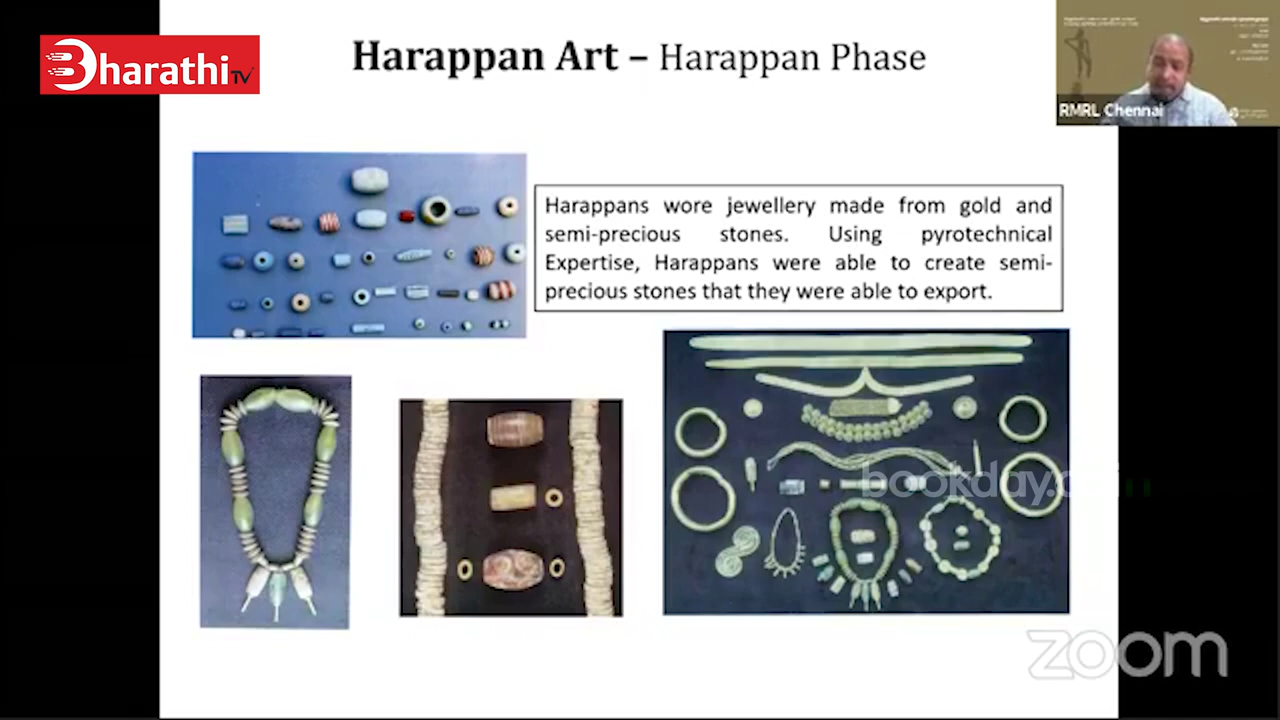 Bharathi TV
Harappan Art – Harappan Phase
RMRL Chennai
Harappans wore jewellery made from gold and
semi-precious stones. Using pyrotechnical
Expertise, Harappans were able to create semi-
precious stones that they were able to export.
zoom